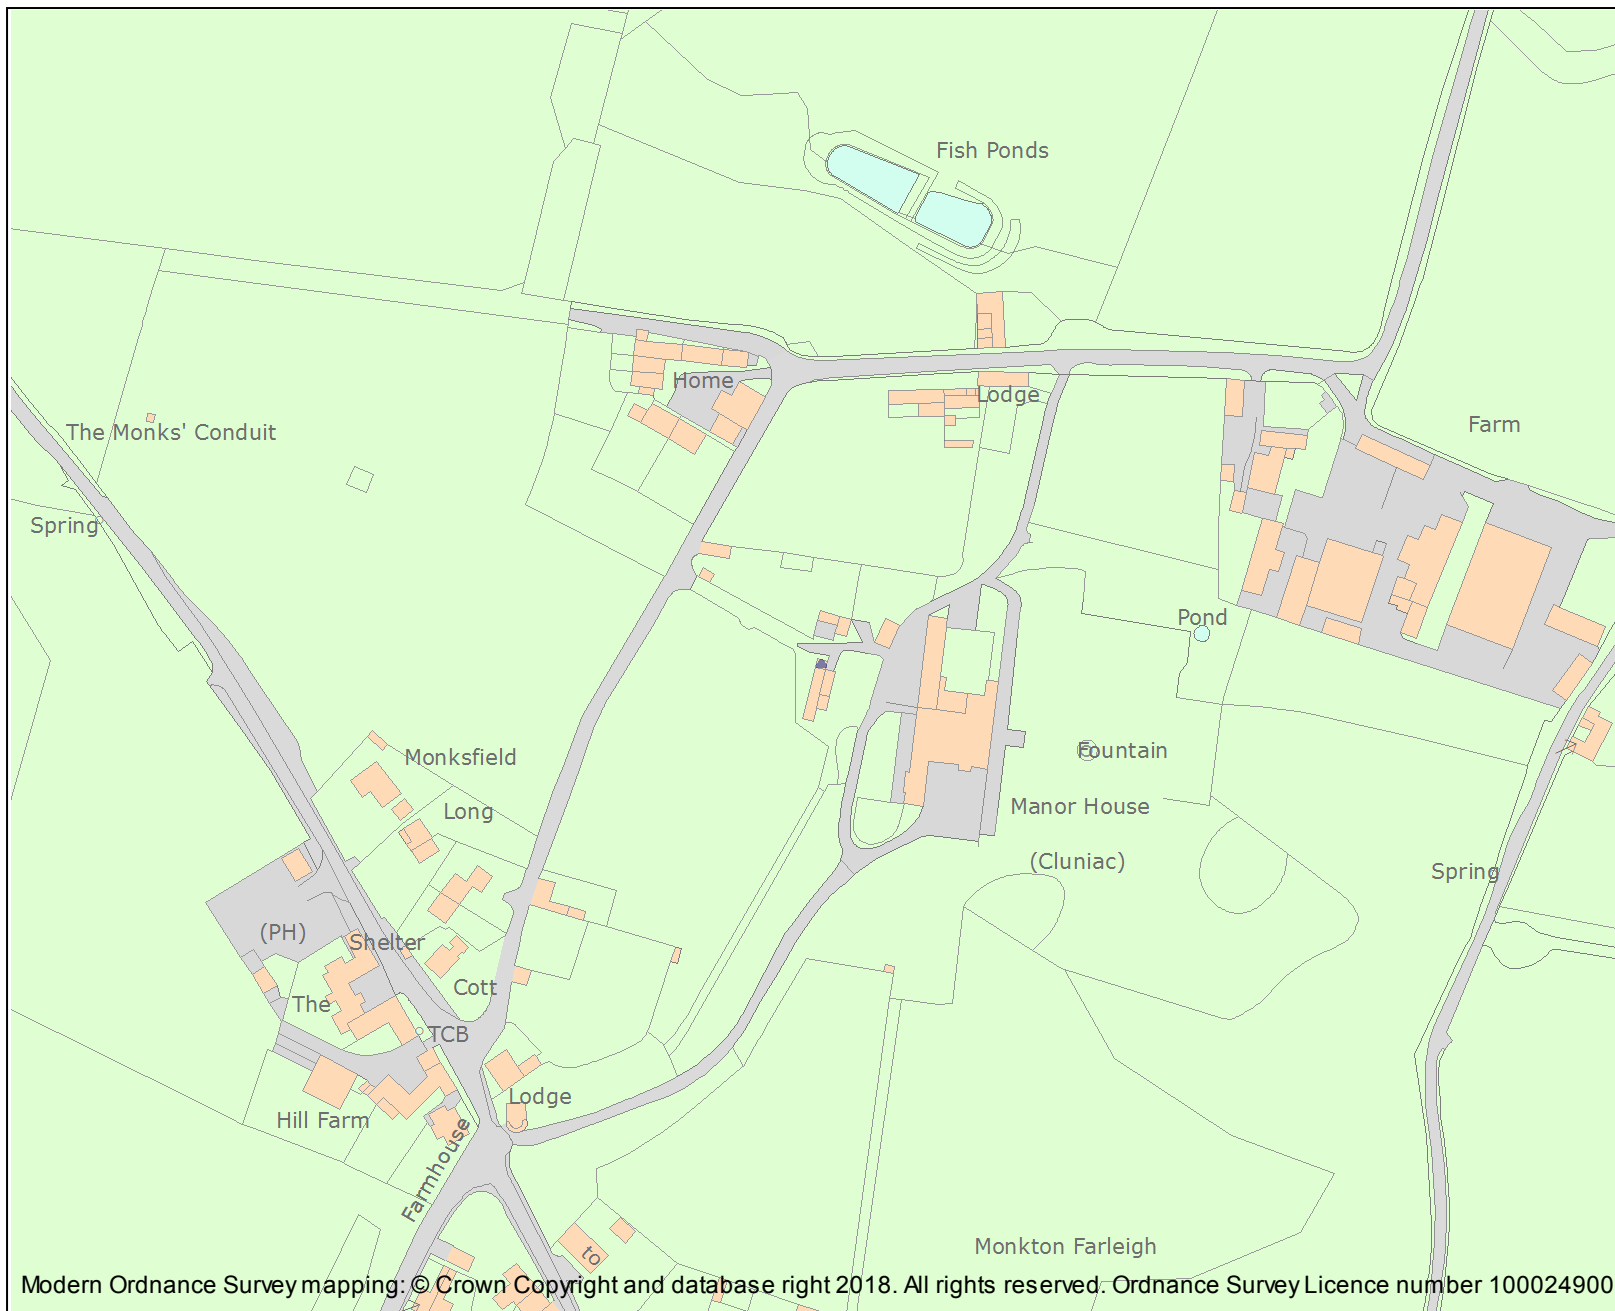 Fish Ponds
Home
Lodge
Farm
The Monks' Conduit
Spring
Pond
Monksfield
Fountain
Long
Manor House
(Cluniac)
Spring
(PH)
Shelter
Cott
The
TCB
Lodge
Hill Farm
Farmhouse
to
Monkton Farleigh
Modern Ordnance Survey mapping: © Crown Copyright and database right 2018. All rights reserved. Ordnance Survey Licence number 100024900